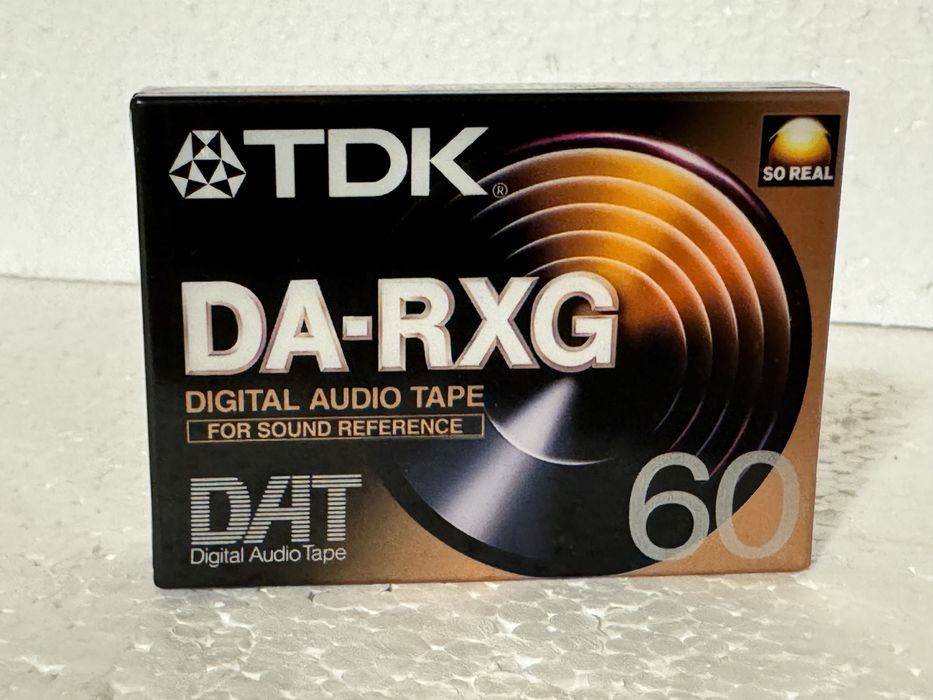 TDK®
SO REAL
DA-RXG
DIGITAL AUDIO TAPE
FOR SOUND REFERENCE
DAT
Digital Audio Tape
60